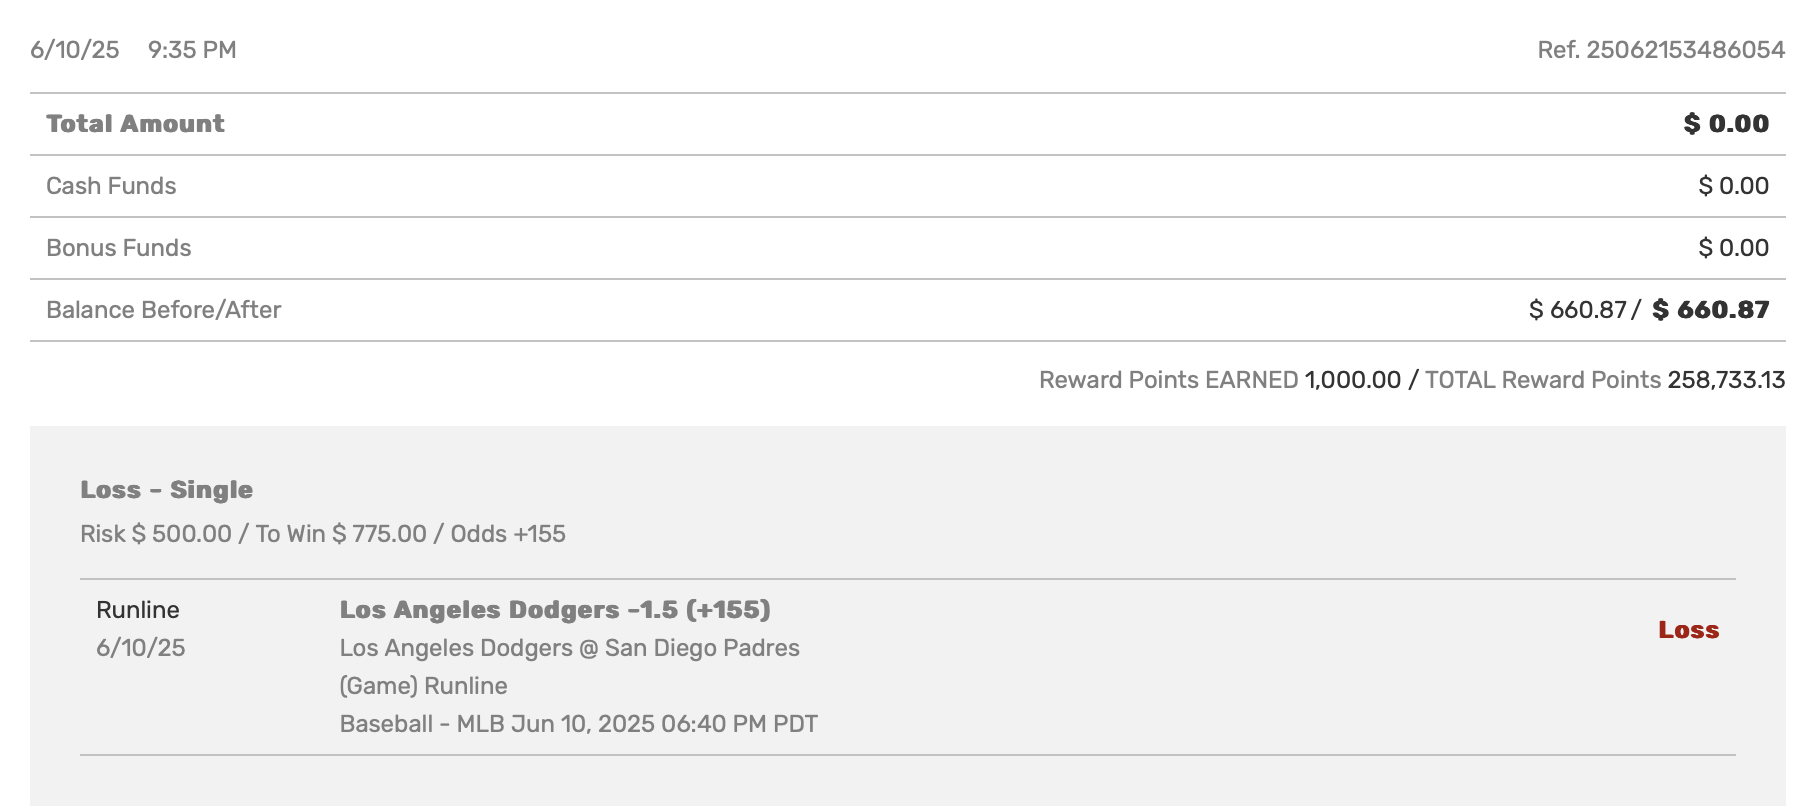 6/10/25 9:35 PM Ref. 25062153486054
Total Amount $ 0.00
Cash Funds $ 0.00
Bonus Funds $ 0.00
Balance Before/After $ 660.87 / $ 660.87
Reward Points EARNED 1,000.00 / TOTAL Reward Points 258,733.13
Loss - Single
Risk $ 500.00 / To Win $ 775.00 / Odds +155
Runline Los Angeles Dodgers -1.5 (+155) Loss
6/10/25 Los Angeles Dodgers @ San Diego Padres
(Game) Runline
Baseball - MLB Jun 10, 2025 06:40 PM PDT